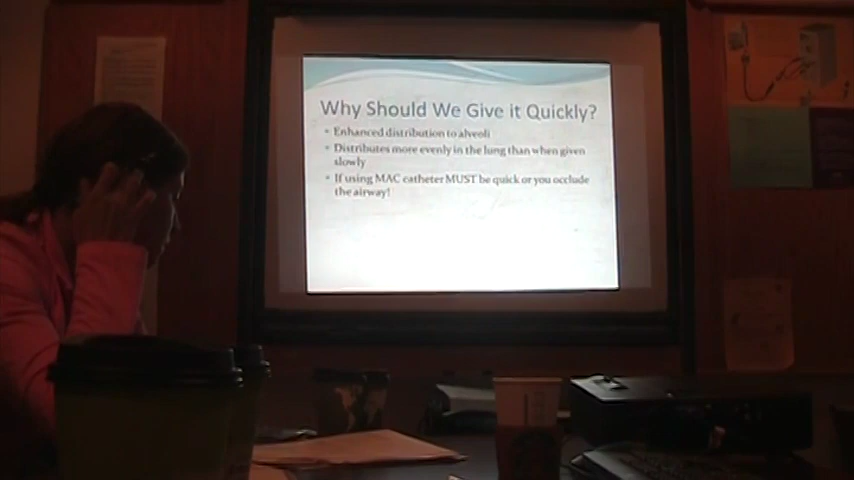 Why Should We Give it Quickly?
• Enhanced distribution to alveoli
• Distributes more evenly in the lung than when given
slowly
• If using MAC catheter MUST be quick or you occlude
the airway!